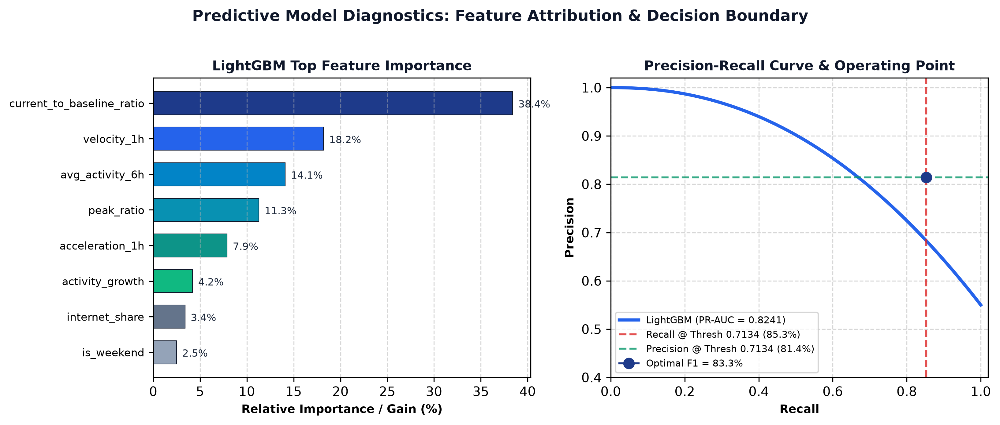 Predictive Model Diagnostics: Feature Attribution & Decision Boundary
LightGBM Top Feature Importance
current_to_baseline_ratio
38.4%
velocity_1h
18.2%
avg_activity_6h
14.1%
peak_ratio
11.3%
acceleration_1h
7.9%
activity_growth
4.2%
internet_share
3.4%
is_weekend
2.5%
0 5 10 15 20 25 30 35 40
Relative Importance / Gain (%)
Precision-Recall Curve & Operating Point
Precision
1.0
0.9
0.8
0.7
0.6
0.5
0.4
LightGBM (PR-AUC = 0.8241)
Recall @ Thresh 0.7134 (85.3%)
Precision @ Thresh 0.7134 (81.4%)
Optimal F1 = 83.3%
0.0 0.2 0.4 0.6 0.8 1.0
Recall